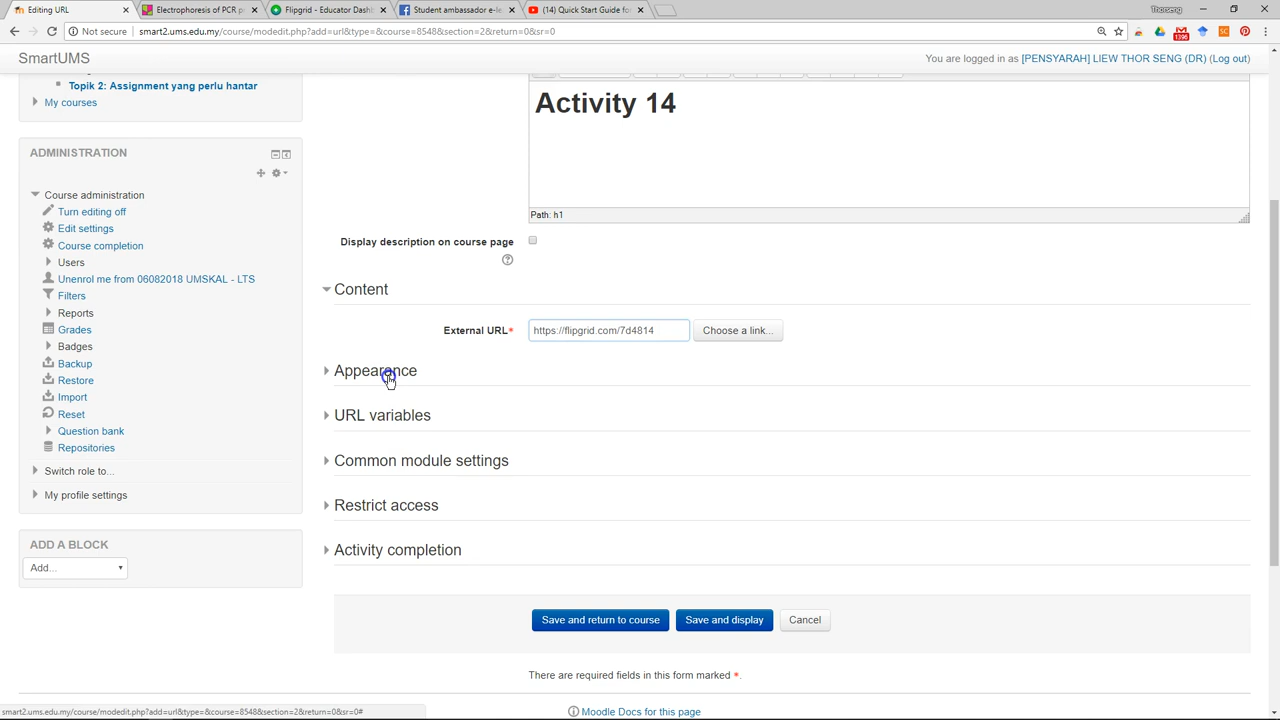 Editing URL
Electrophoresis of PCR p
Flipgrid - Educator Dash
Student ambassador e-le
(14) Quick Start Guide fo
Not secure
smart2.ums.edu.my/course/modedit.php?add=url&type=&course=8548&section=2&return=0&sr=0
1396
SmartUMS
You are logged in as [PENSYARAH] LIEW THOR SENG (DR) (Log out)
Topik 2: Assignment yang perlu hantar
My courses
Activity 14
ADMINISTRATION
Course administration
Turn editing off
Path: h1
Edit settings
Display description on course page
Course completion
Users
Unenrol me from 06082018 UMSKAL - LTS
Content
Filters
Reports
Grades
External URL*
https://flipgrid.com/7d4814
Choose a link...
Badges
Backup
Appearance
Restore
Import
Reset
URL variables
Question bank
Repositories
Common module settings
Switch role to...
My profile settings
Restrict access
ADD A BLOCK
Activity completion
Add...
Save and return to course
Save and display
Cancel
There are required fields in this form marked *.
smart2.ums.edu.my/course/modedit.php?add=url&type=&course=8548&section=2&return=0&sr=0#
Moodle Docs for this page